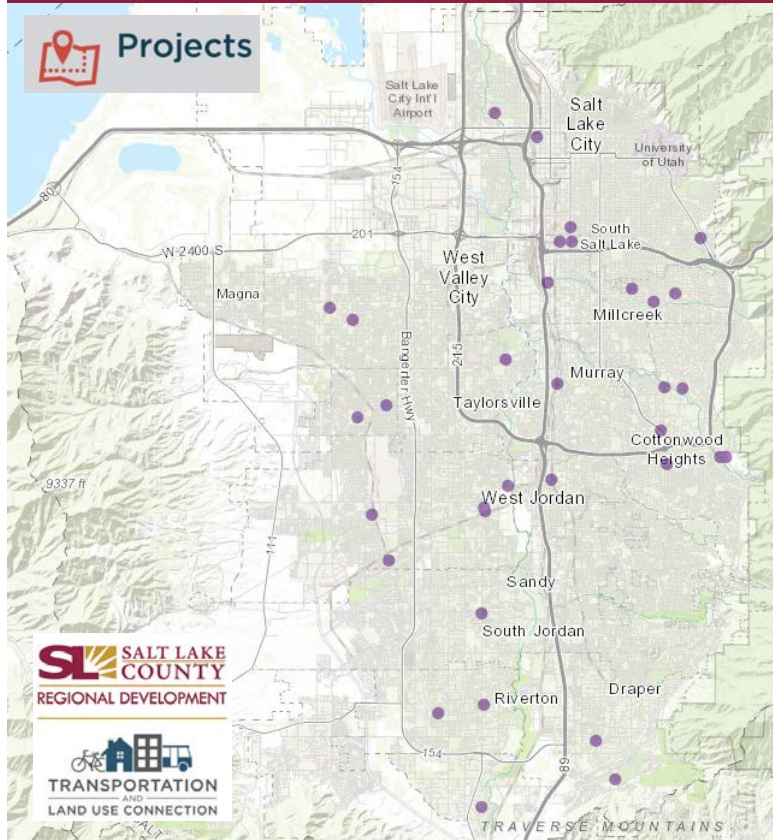 Projects
Salt Lake
City Int'l
Airport
Salt
Lake
City
University
of Utah
80
154
201
W 2400 S
South
Salt Lake
West
Valley
City
Magna
Millcreek
215
Bangerter Hwy
Murray
Taylorsville
Cottonwood
Heights
9337 ft
West Jordan
111
Sandy
South Jordan
SL SALT LAKE
COUNTY
REGIONAL DEVELOPMENT
Riverton
Draper
154
89
TRANSPORTATION
AND
LAND USE CONNECTION
TRAVERSE MOUNTAINS